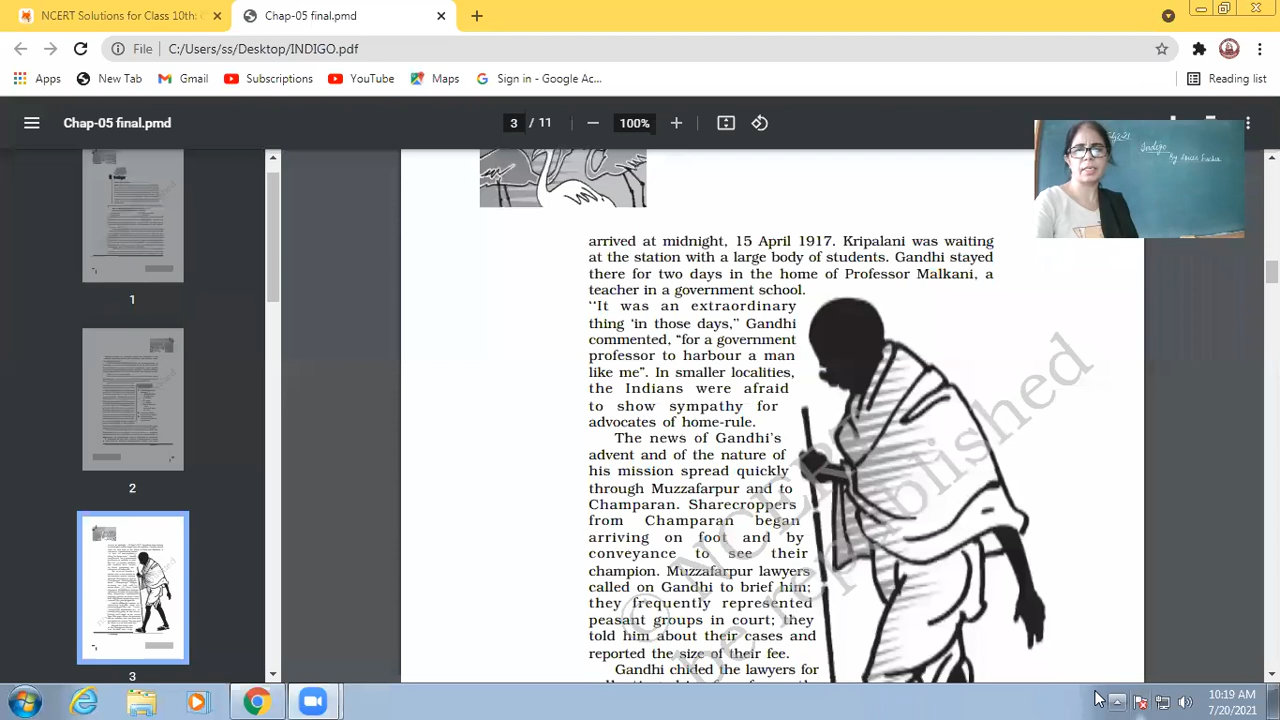 NCERT Solutions for Class 10th: C
Chap-05 final.pmd
File
C:/Users/ss/Desktop/INDIGO.pdf
Apps
New Tab
Gmail
Subscriptions
YouTube
Maps
Sign in - Google Ac...
Reading list
Chap-05 final.pmd
3 / 11
100%
Indigo
By Louis Fischer
1
2
3
arrived at midnight, 15 April 1917. Kripalani was waiting
at the station with a large body of students. Gandhi stayed
there for two days in the home of Professor Malkani, a
teacher in a government school.
‘‘It was an extraordinary
thing ‘in those days,’’ Gandhi
commented, “for a government
professor to harbour a man
like me”. In smaller localities,
the Indians were afraid
to show sympathy for
advocates of home-rule.
The news of Gandhi’s
advent and of the nature of
his mission spread quickly
through Muzzafarpur and to
Champaran. Sharecroppers
from Champaran began
arriving on foot and by
conveyance to see their
champion. Muzzafarpur lawyers
called on Gandhi to brief him;
they frequently represented
peasant groups in court; they
told him about their cases and
reported the size of their fee.
Gandhi chided the lawyers for
© NCERT
be republished
10:19 AM
7/20/2021